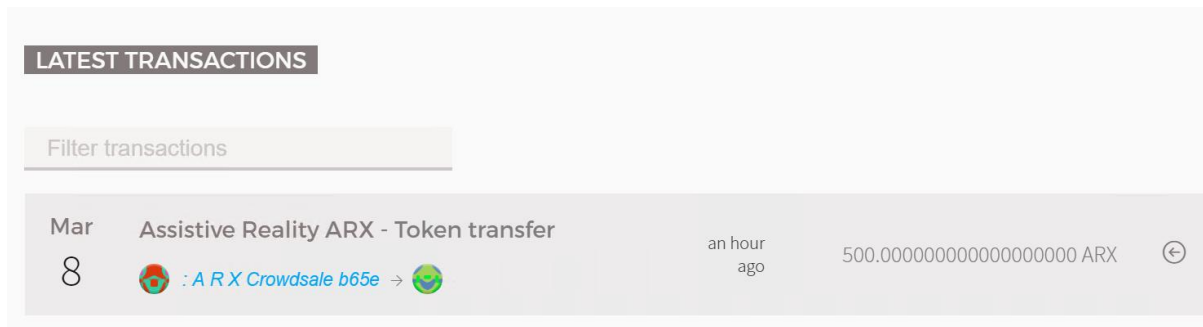 LATEST TRANSACTIONS
Filter transactions
Mar
8
Assistive Reality ARX - Token transfer
: A R X Crowdsale b65e →
an hour
ago
500.000000000000000000 ARX